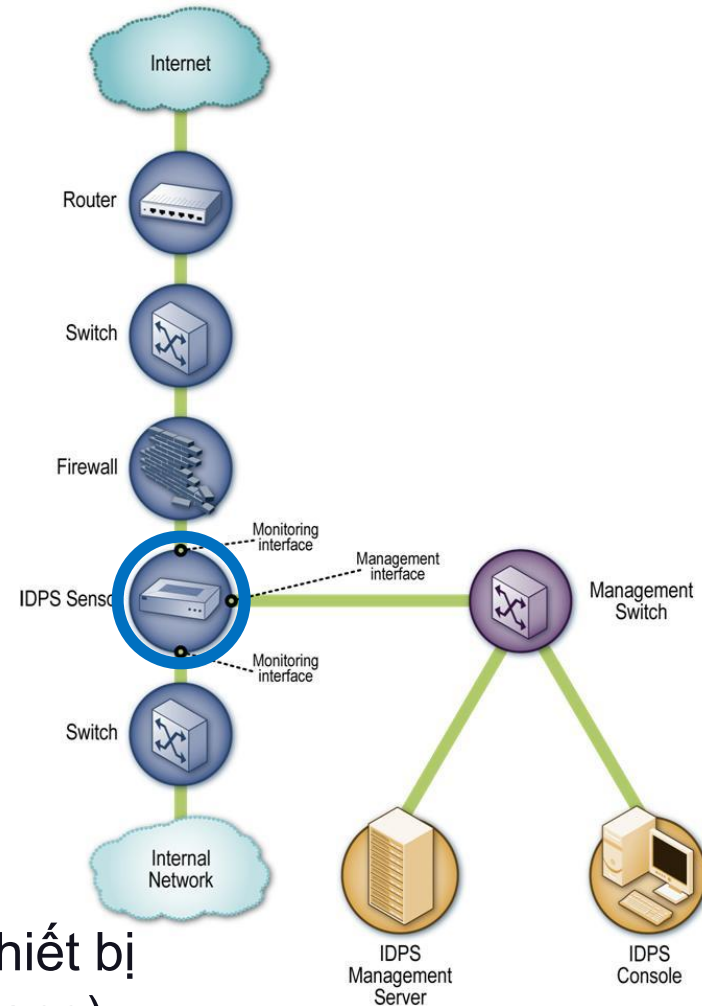 Internet
Router
Switch
Firewall
Monitoring
interface
Management
interface
IDPS
Management
Switch
Monitoring
interface
Switch
Internal
Network
hiết bị
IDPS
Management
Server
IDPS
Console